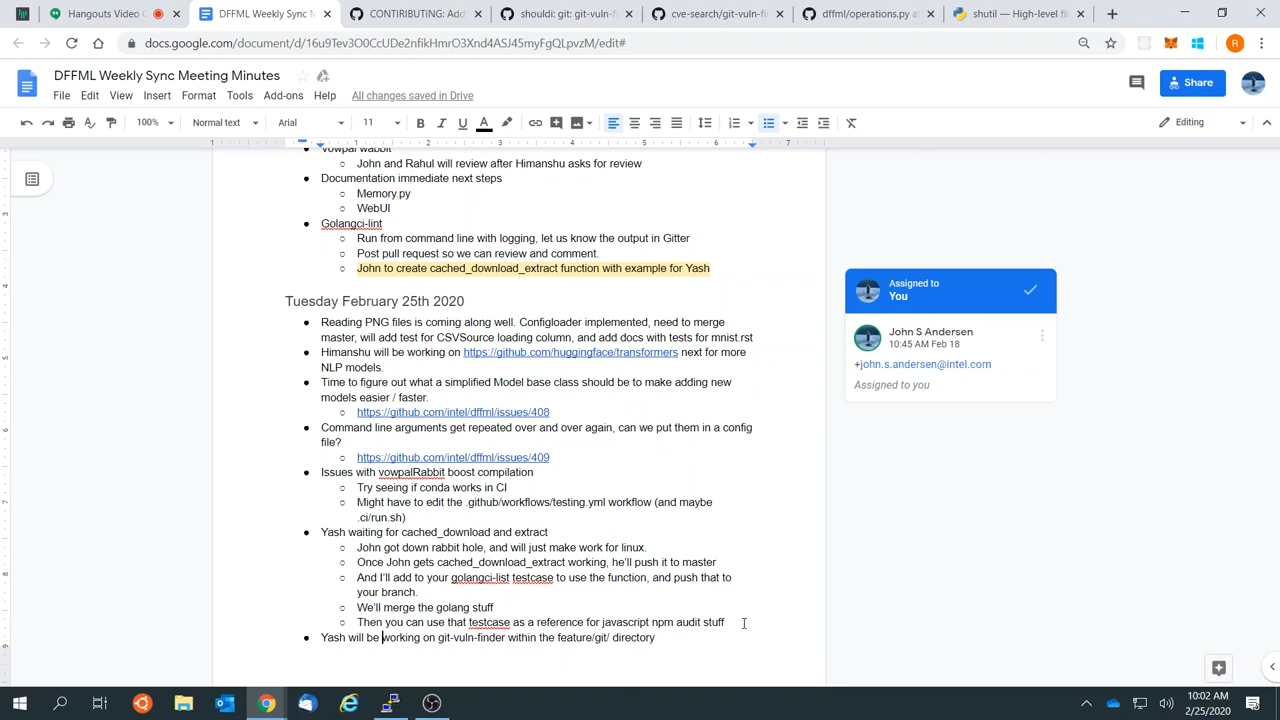 Hangouts Video C
DFFML Weekly Sync M
CONTIRIBUTING: Add
shouldi: git: git-vuln-f
cve-search/git-vuln-fi
dffml/operations.py at
shutil — High-level fil
docs.google.com/document/d/16u9Tev3O0CcUDe2nfikHmrO3Xnd4ASJ45myFgQLpvzM/edit#
R
DFFML Weekly Sync Meeting Minutes
File Edit View Insert Format Tools Add-ons Help All changes saved in Drive
Share
100% Normal text Arial 11 B I U A Editing
1 1 2 3 4 5 6 7
Vowpal wabbit
○ John and Rahul will review after Himanshu asks for review
● Documentation immediate next steps
○ Memory.py
○ WebUI
● Golangci-lint
○ Run from command line with logging, let us know the output in Gitter
○ Post pull request so we can review and comment.
○ John to create cached_download_extract function with example for Yash
Tuesday February 25th 2020
● Reading PNG files is coming along well. Configloader implemented, need to merge
master, will add test for CSVSource loading column, and add docs with tests for mnist.rst
● Himanshu will be working on https://github.com/huggingface/transformers next for more
NLP models.
● Time to figure out what a simplified Model base class should be to make adding new
models easier / faster.
○ https://github.com/intel/dffml/issues/408
● Command line arguments get repeated over and over again, can we put them in a config
file?
○ https://github.com/intel/dffml/issues/409
● Issues with vowpalRabbit boost compilation
○ Try seeing if conda works in CI
○ Might have to edit the .github/workflows/testing.yml workflow (and maybe
.ci/run.sh)
● Yash waiting for cached_download and extract
○ John got down rabbit hole, and will just make work for linux.
○ Once John gets cached_download_extract working, he'll push it to master
○ And I'll add to your golangci-list testcase to use the function, and push that to
your branch.
○ We'll merge the golang stuff
○ Then you can use that testcase as a reference for javascript npm audit stuff
● Yash will be working on git-vuln-finder within the feature/git/ directory
Assigned to
You
John S Andersen
10:45 AM Feb 18
+john.s.andersen@intel.com
Assigned to you
10:02 AM
2/25/2020